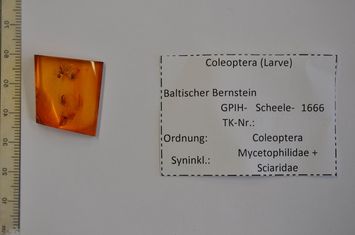 Coleoptera (Larve)
Baltischer Bernstein
GPIH- Scheele- 1666
TK-Nr.:
Ordnung: Coleoptera
Syninkl.: Mycetophilidae +
Sciaridae